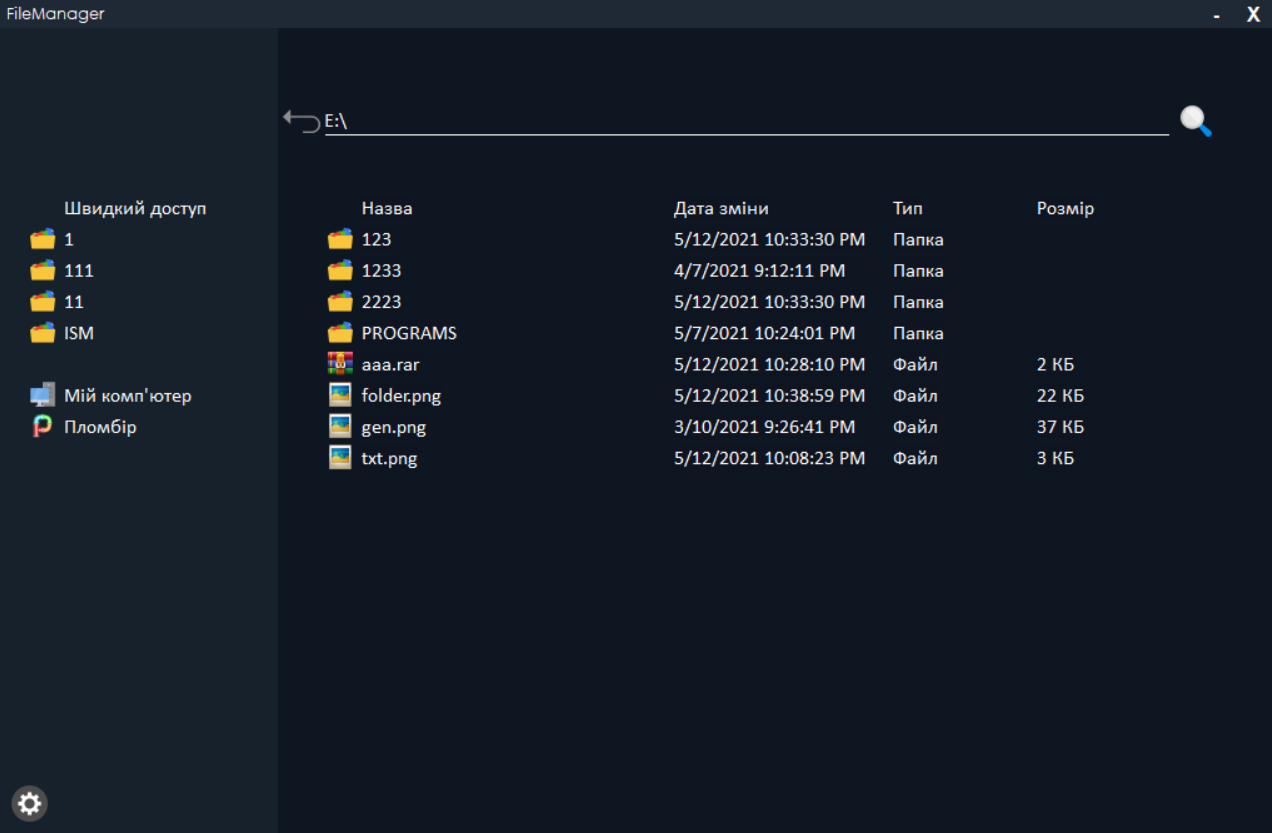 FileManager - X
E:\
Швидкий доступ
1
111
11
ISM
Мій комп'ютер
Пломбір
Назва Дата зміни Тип Розмір
123 5/12/2021 10:33:30 PM Папка
1233 4/7/2021 9:12:11 PM Папка
2223 5/12/2021 10:33:30 PM Папка
PROGRAMS 5/7/2021 10:24:01 PM Папка
aaa.rar 5/12/2021 10:28:10 PM Файл 2 КБ
folder.png 5/12/2021 10:38:59 PM Файл 22 КБ
gen.png 3/10/2021 9:26:41 PM Файл 37 КБ
txt.png 5/12/2021 10:08:23 PM Файл 3 КБ